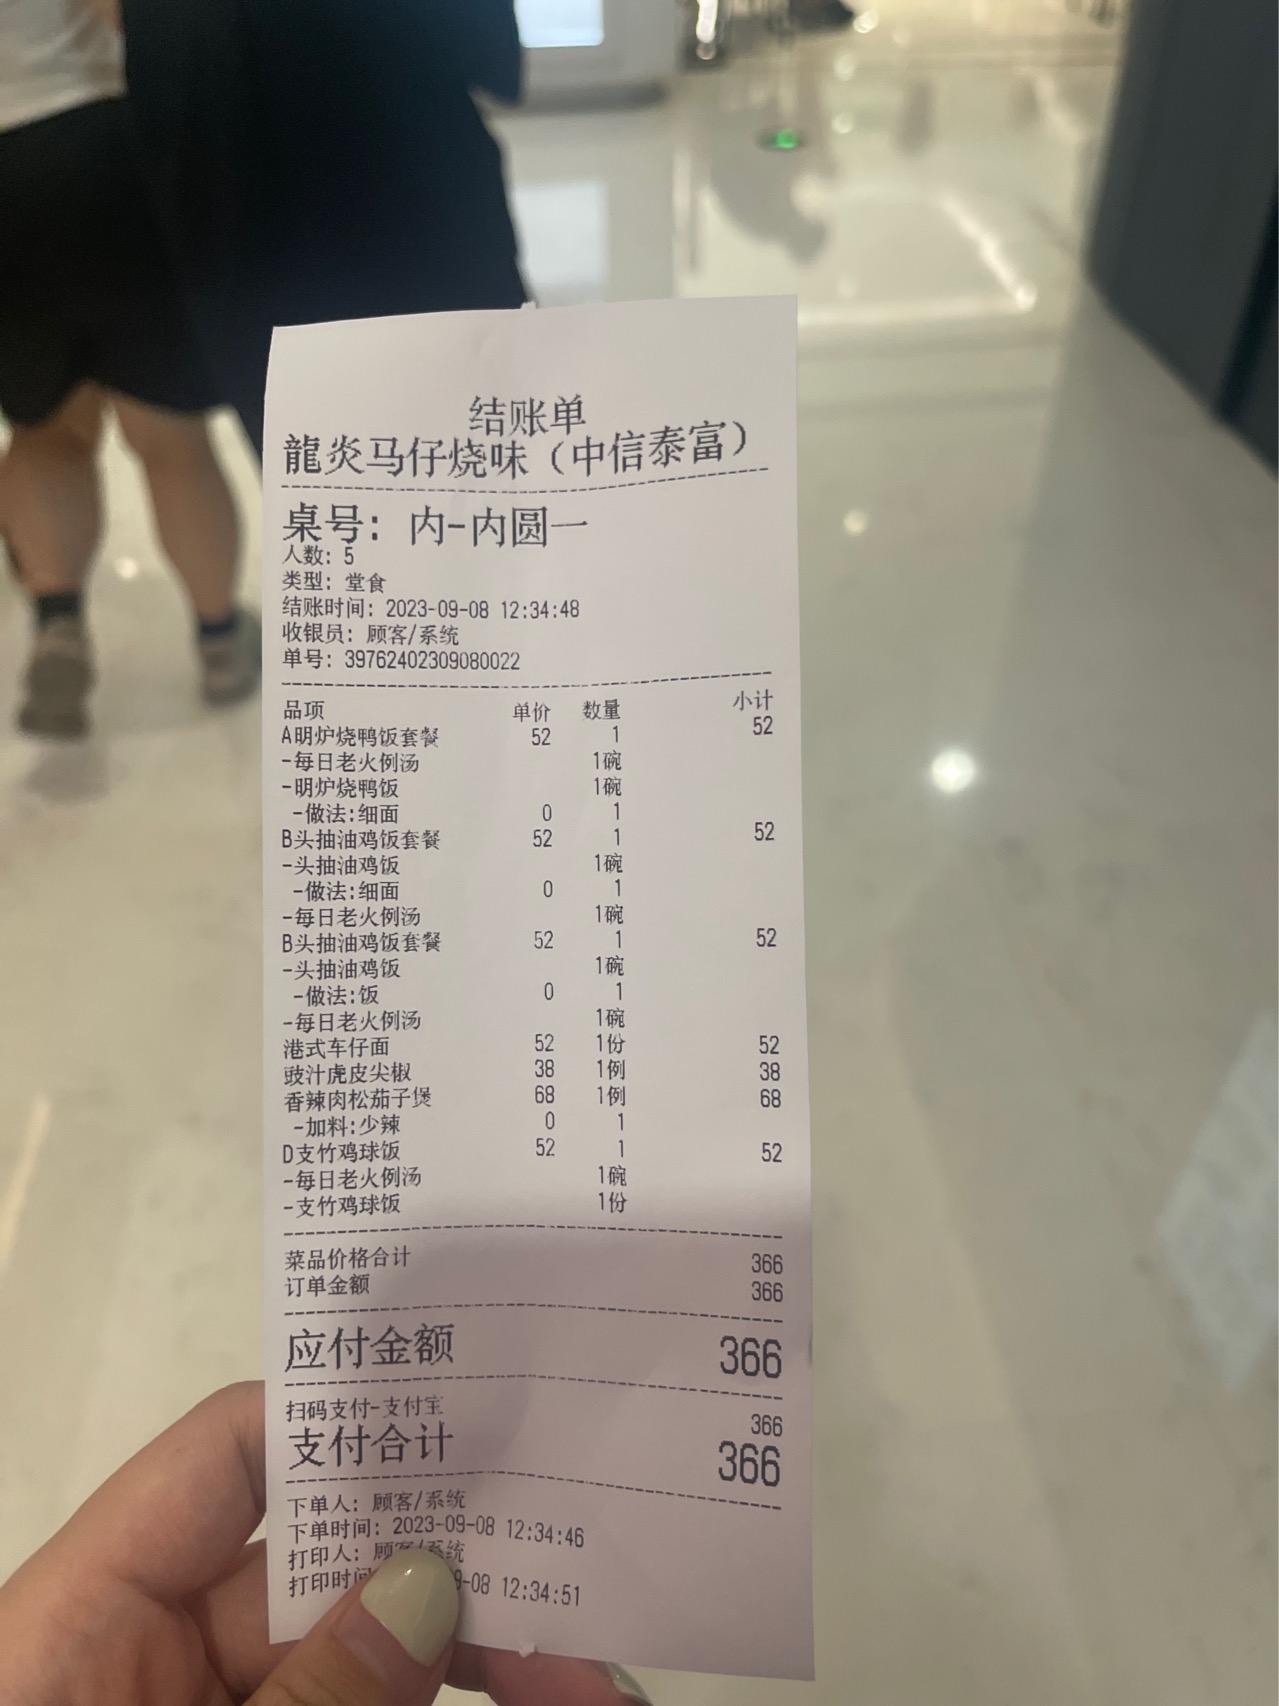 结账单
龍炎马仔烧味（中信泰富）
桌号: 内-内圆一
人数: 5
类型: 堂食
结账时间: 2023-09-08 12:34:48
收银员: 顾客/系统
单号: 39762402309080022
品项 单价 数量 小计
A明炉烧鸭饭套餐 52 1 52
-每日老火例汤 1碗
-明炉烧鸭饭 1碗
-做法:细面 0 1
B头抽油鸡饭套餐 52 1 52
-头抽油鸡饭 1碗
-做法:细面 0 1
-每日老火例汤 1碗
B头抽油鸡饭套餐 52 1 52
-头抽油鸡饭 1碗
-做法:饭 0 1
-每日老火例汤 1碗
港式车仔面 52 1份 52
豉汁虎皮尖椒 38 1例 38
香辣肉松茄子煲 68 1例 68
-加料:少辣 0 1
D支竹鸡球饭 52 1 52
-每日老火例汤 1碗
-支竹鸡球饭 1份
菜品价格合计 366
订单金额 366
应付金额 366
扫码支付-支付宝 366
支付合计 366
下单人: 顾客/系统
下单时间: 2023-09-08 12:34:46
打印人: 顾客/系统
打印时间 9-08 12:34:51